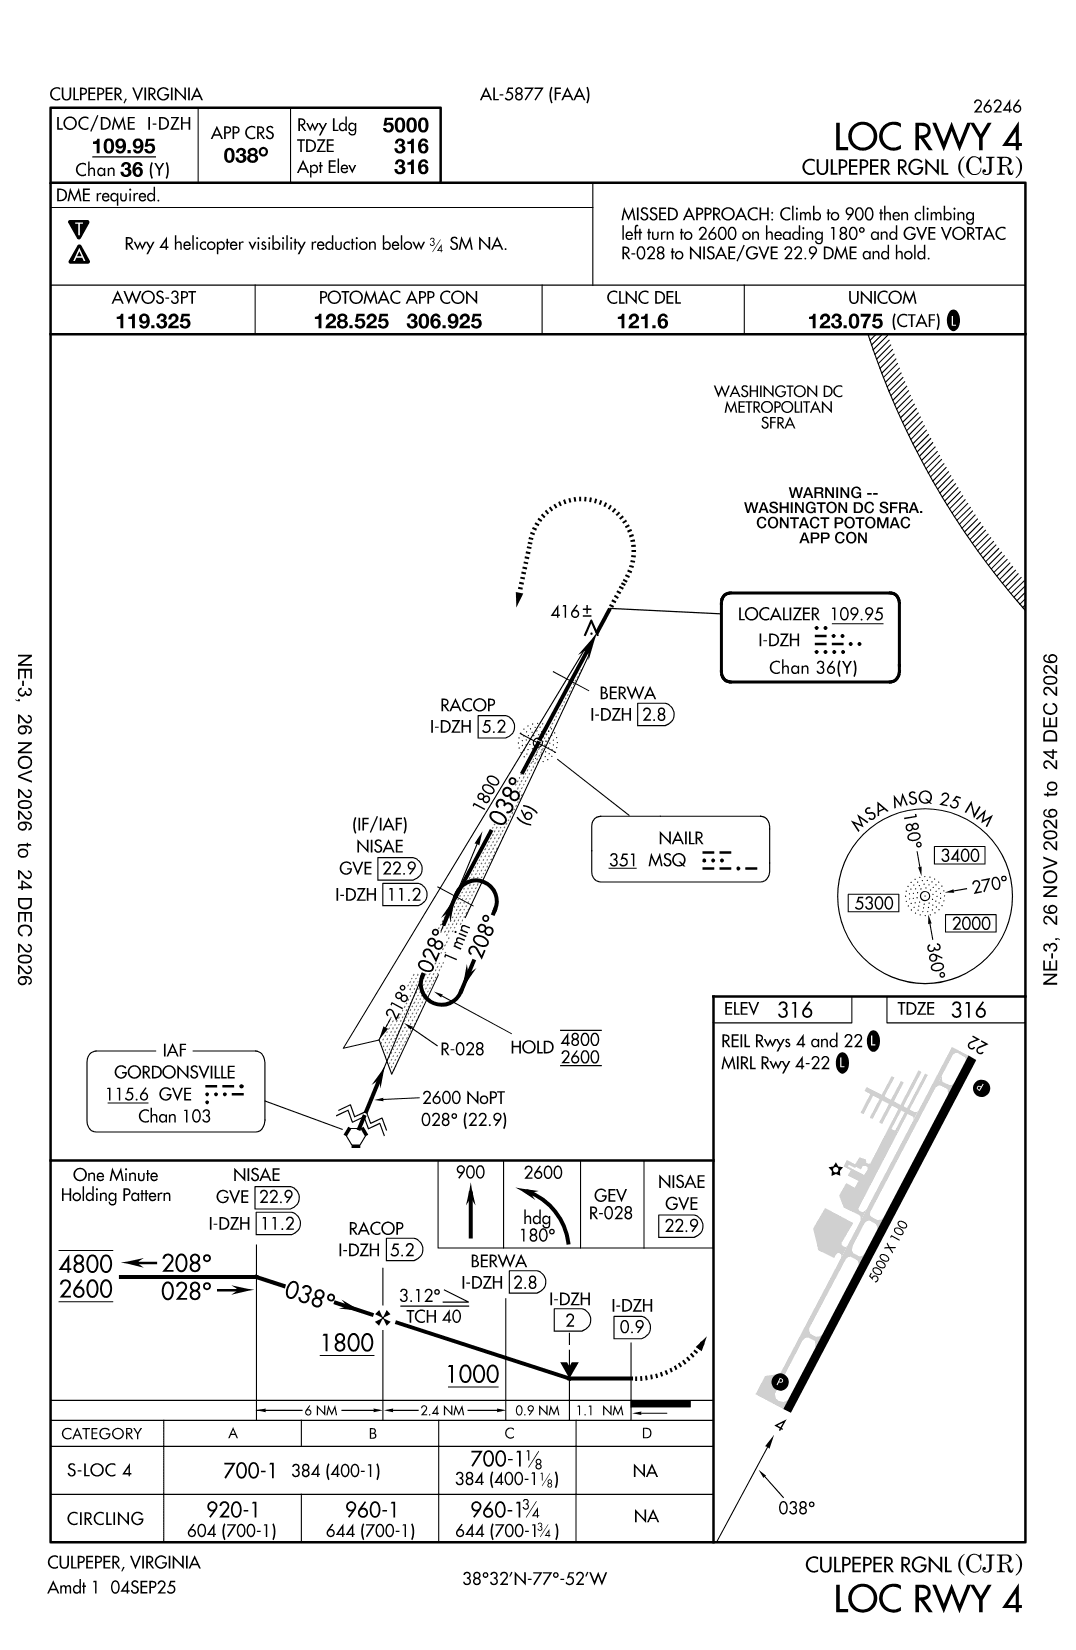 CULPEPER, VIRGINIA
AL-5877 (FAA)
26246
LOC RWY 4
CULPEPER RGNL (CJR)
LOC/DME I-DZH
109.95
Chan 36 (Y)
APP CRS
038°
Rwy Ldg 5000
TDZE 316
Apt Elev 316
DME required.
T
A
Rwy 4 helicopter visibility reduction below ¾ SM NA.
MISSED APPROACH: Climb to 900 then climbing
left turn to 2600 on heading 180° and GVE VORTAC
R-028 to NISAE/GVE 22.9 DME and hold.
AWOS-3PT
119.325
POTOMAC APP CON
128.525 306.925
CLNC DEL
121.6
UNICOM
123.075 (CTAF) L
WASHINGTON DC
METROPOLITAN
SFRA
WARNING --
WASHINGTON DC SFRA.
CONTACT POTOMAC
APP CON
416±
LOCALIZER 109.95
I-DZH
Chan 36(Y)
RACOP
I-DZH 5.2
BERWA
I-DZH 2.8
1800
038°
(6)
(IF/IAF)
NISAE
GVE 22.9
I-DZH 11.2
NAILR
351 MSQ
MSA MSQ 25 NM
180°
3400
270°
5300
2000
360°
028°
1 min
208°
218°
R-028
HOLD 4800
2600
IAF
GORDONSVILLE
115.6 GVE
Chan 103
2600 NoPT
028° (22.9)
ELEV 316
TDZE 316
REIL Rwys 4 and 22 L
MIRL Rwy 4-22 L
22
P
5000 X 100
P
4
038°
One Minute
Holding Pattern
NISAE
GVE 22.9
I-DZH 11.2
RACOP
I-DZH 5.2
900
2600
hdg
180°
GEV
R-028
NISAE
GVE
22.9
BERWA
I-DZH 2.8
I-DZH
2
I-DZH
0.9
4800
2600
208°
028°
038°
3.12°
TCH 40
1800
1000
6 NM
2.4 NM
0.9 NM
1.1 NM
CATEGORY A B C D
S-LOC 4
700-1 384 (400-1)
700-1⅛
384 (400-1⅛)
NA
CIRCLING
920-1
604 (700-1)
960-1
644 (700-1)
960-1¾
644 (700-1¾)
NA
CULPEPER, VIRGINIA
Amdt 1 04SEP25
38°32'N-77°-52'W
CULPEPER RGNL (CJR)
LOC RWY 4
NE-3, 26 NOV 2026 to 24 DEC 2026
NE-3, 26 NOV 2026 to 24 DEC 2026